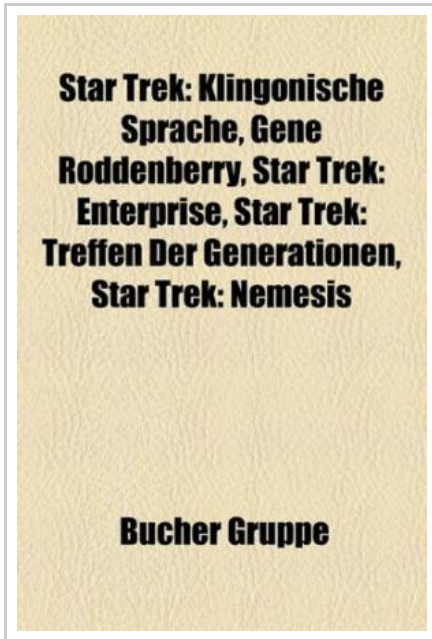 Star Trek: Klingonische
Sprache, Gene
Roddenberry, Star Trek:
Enterprise, Star Trek:
Treffen Der Generationen,
Star Trek: Nemesis
Bucher Gruppe